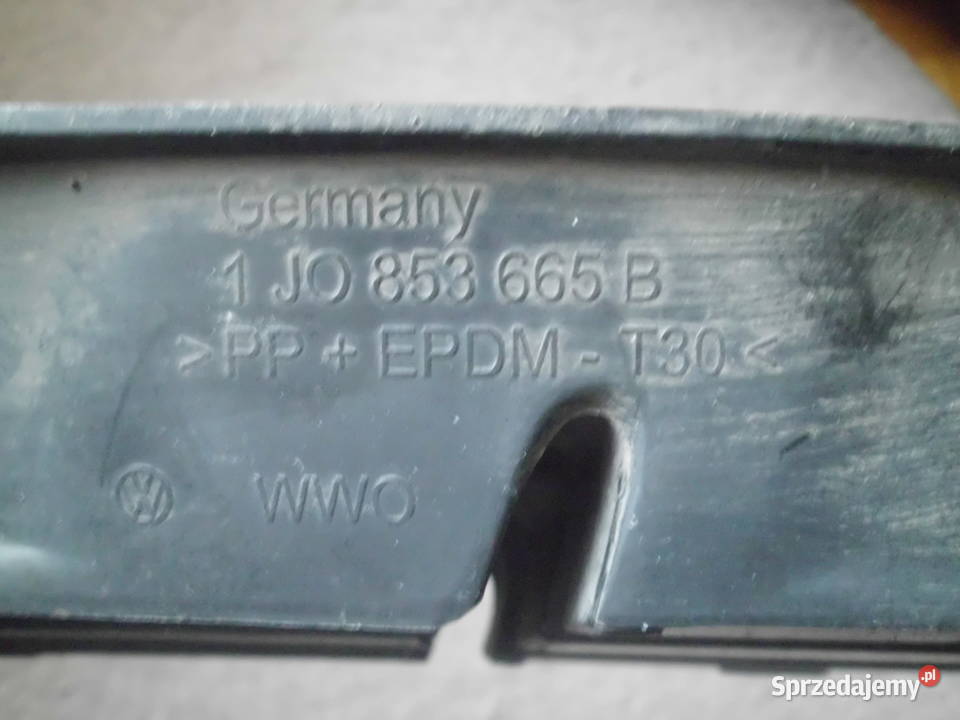 Germany
1 JO 853 665 B
>PP + EPDM - T30<
WWO
Sprzedajemy.pl